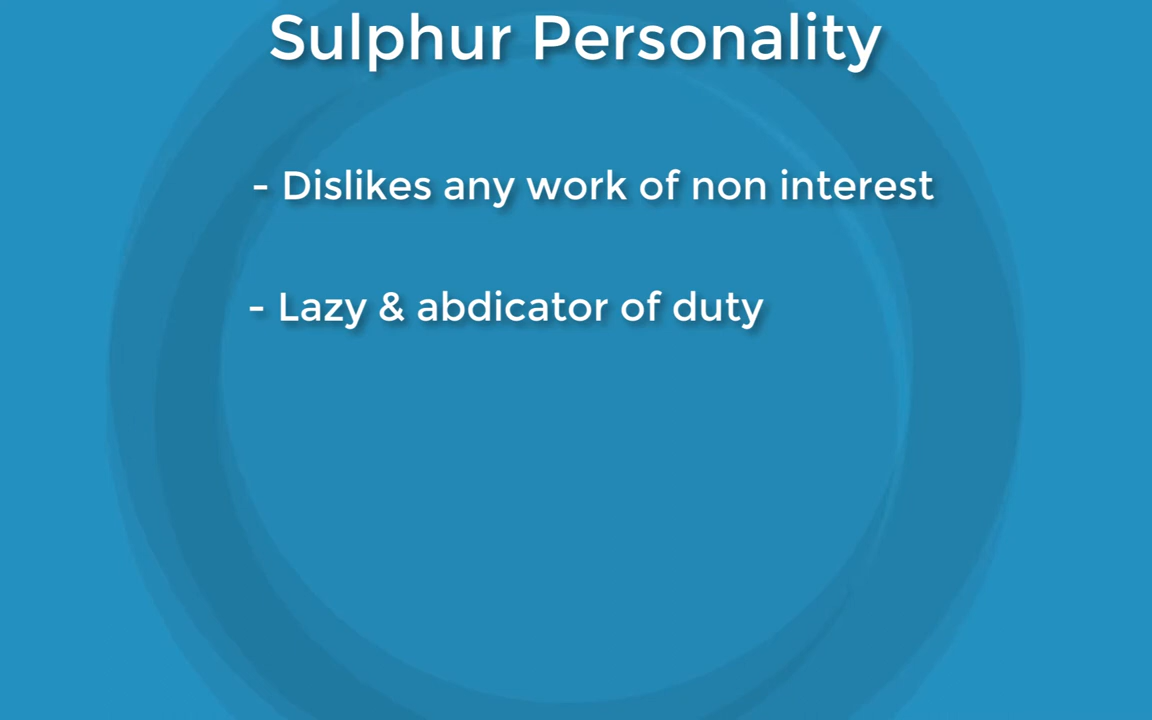 Sulphur Personality
- Dislikes any work of non interest
- Lazy & abdicator of duty